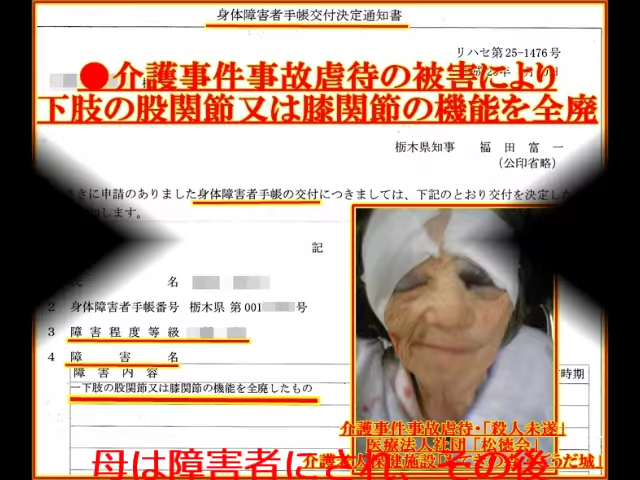 身体障害者手帳交付決定通知書
リハセ第25-1476号
●介護事件事故虐待の被害により
下肢の股関節又は膝関節の機能を全廃
栃木県知事 福田富一
(公印省略)
きに申請のありました身体障害者手帳の交付につきましては、下記のとおり交付を決定した
します。
記
名
2 身体障害者手帳番号 栃木県 第001 号
3 障害程度等級
4 障害名
障害内容
時期
一下肢の股関節又は膝関節の機能を全廃したもの
介護事件事故虐待・「殺人未遂」
医療法人社団「松徳会」
母は障害者にされ、その後